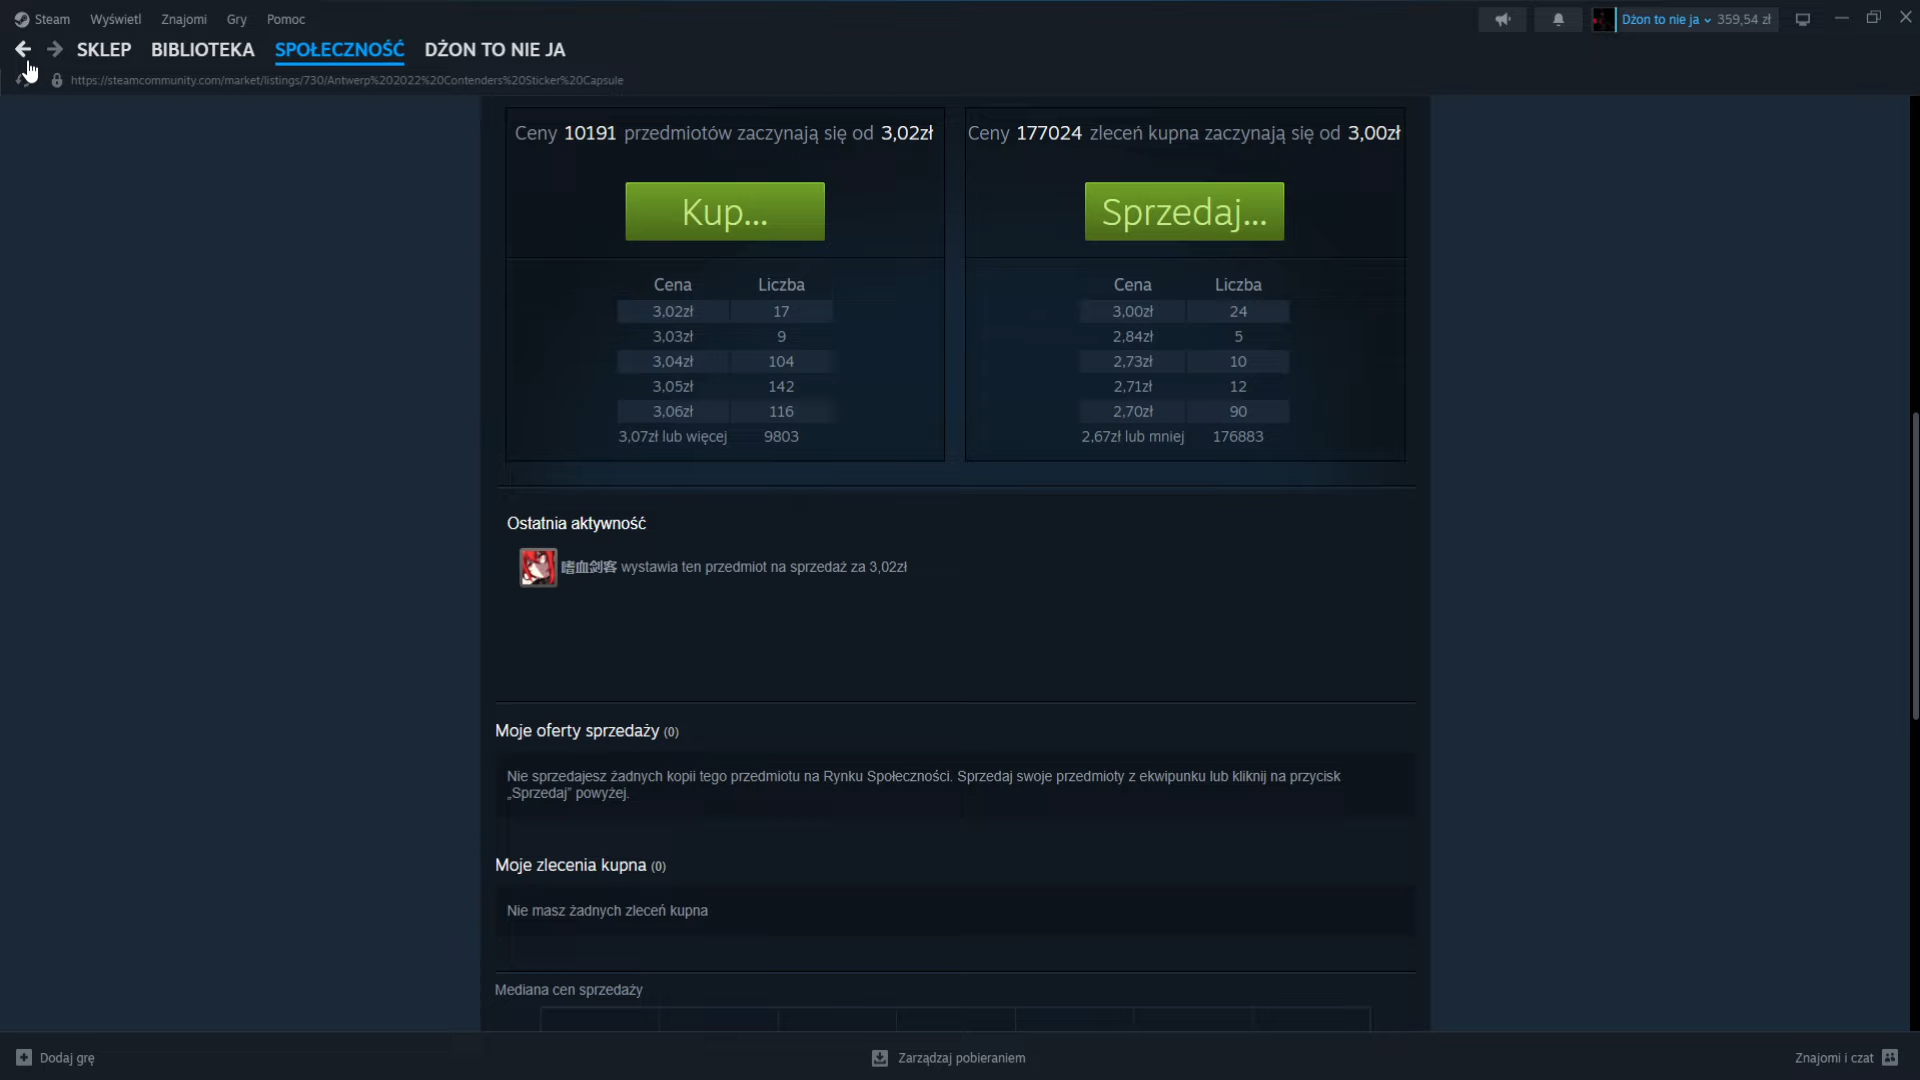 Steam Wyświetl Znajomi Gry Pomoc
Dżon to nie ja 359,54 zł
SKLEP BIBLIOTEKA SPOŁECZNOŚĆ DŻON TO NIE JA
https://steamcommunity.com/market/listings/730/Antwerp%202022%20Contenders%20Sticker%20Capsule
Ceny 10191 przedmiotów zaczynają się od 3,02zł
Kup...
Cena Liczba
3,02zł 17
3,03zł 9
3,04zł 104
3,05zł 142
3,06zł 116
3,07zł lub więcej 9803
Ceny 177024 zleceń kupna zaczynają się od 3,00zł
Sprzedaj...
Cena Liczba
3,00zł 24
2,84zł 5
2,73zł 10
2,71zł 12
2,70zł 90
2,67zł lub mniej 176883
Ostatnia aktywność
嗜血剑客 wystawia ten przedmiot na sprzedaż za 3,02zł
Moje oferty sprzedaży (0)
Nie sprzedajesz żadnych kopii tego przedmiotu na Rynku Społeczności. Sprzedaj swoje przedmioty z ekwipunku lub kliknij na przycisk
„Sprzedaj” powyżej.
Moje zlecenia kupna (0)
Nie masz żadnych zleceń kupna
Mediana cen sprzedaży
Dodaj grę
Zarządzaj pobieraniem
Znajomi i czat